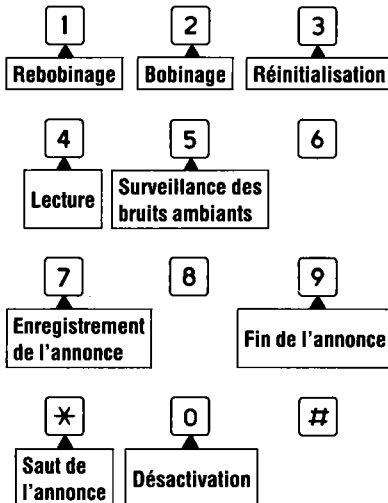 1 2 3
Rebobinage Bobinage Réinitialisation
4 5 6
Lecture
Surveillance des
bruits ambiants
7 8 9
Enregistrement
de l'annonce
Fin de l'annonce
* 0 #
Saut de
l'annonce
Désactivation